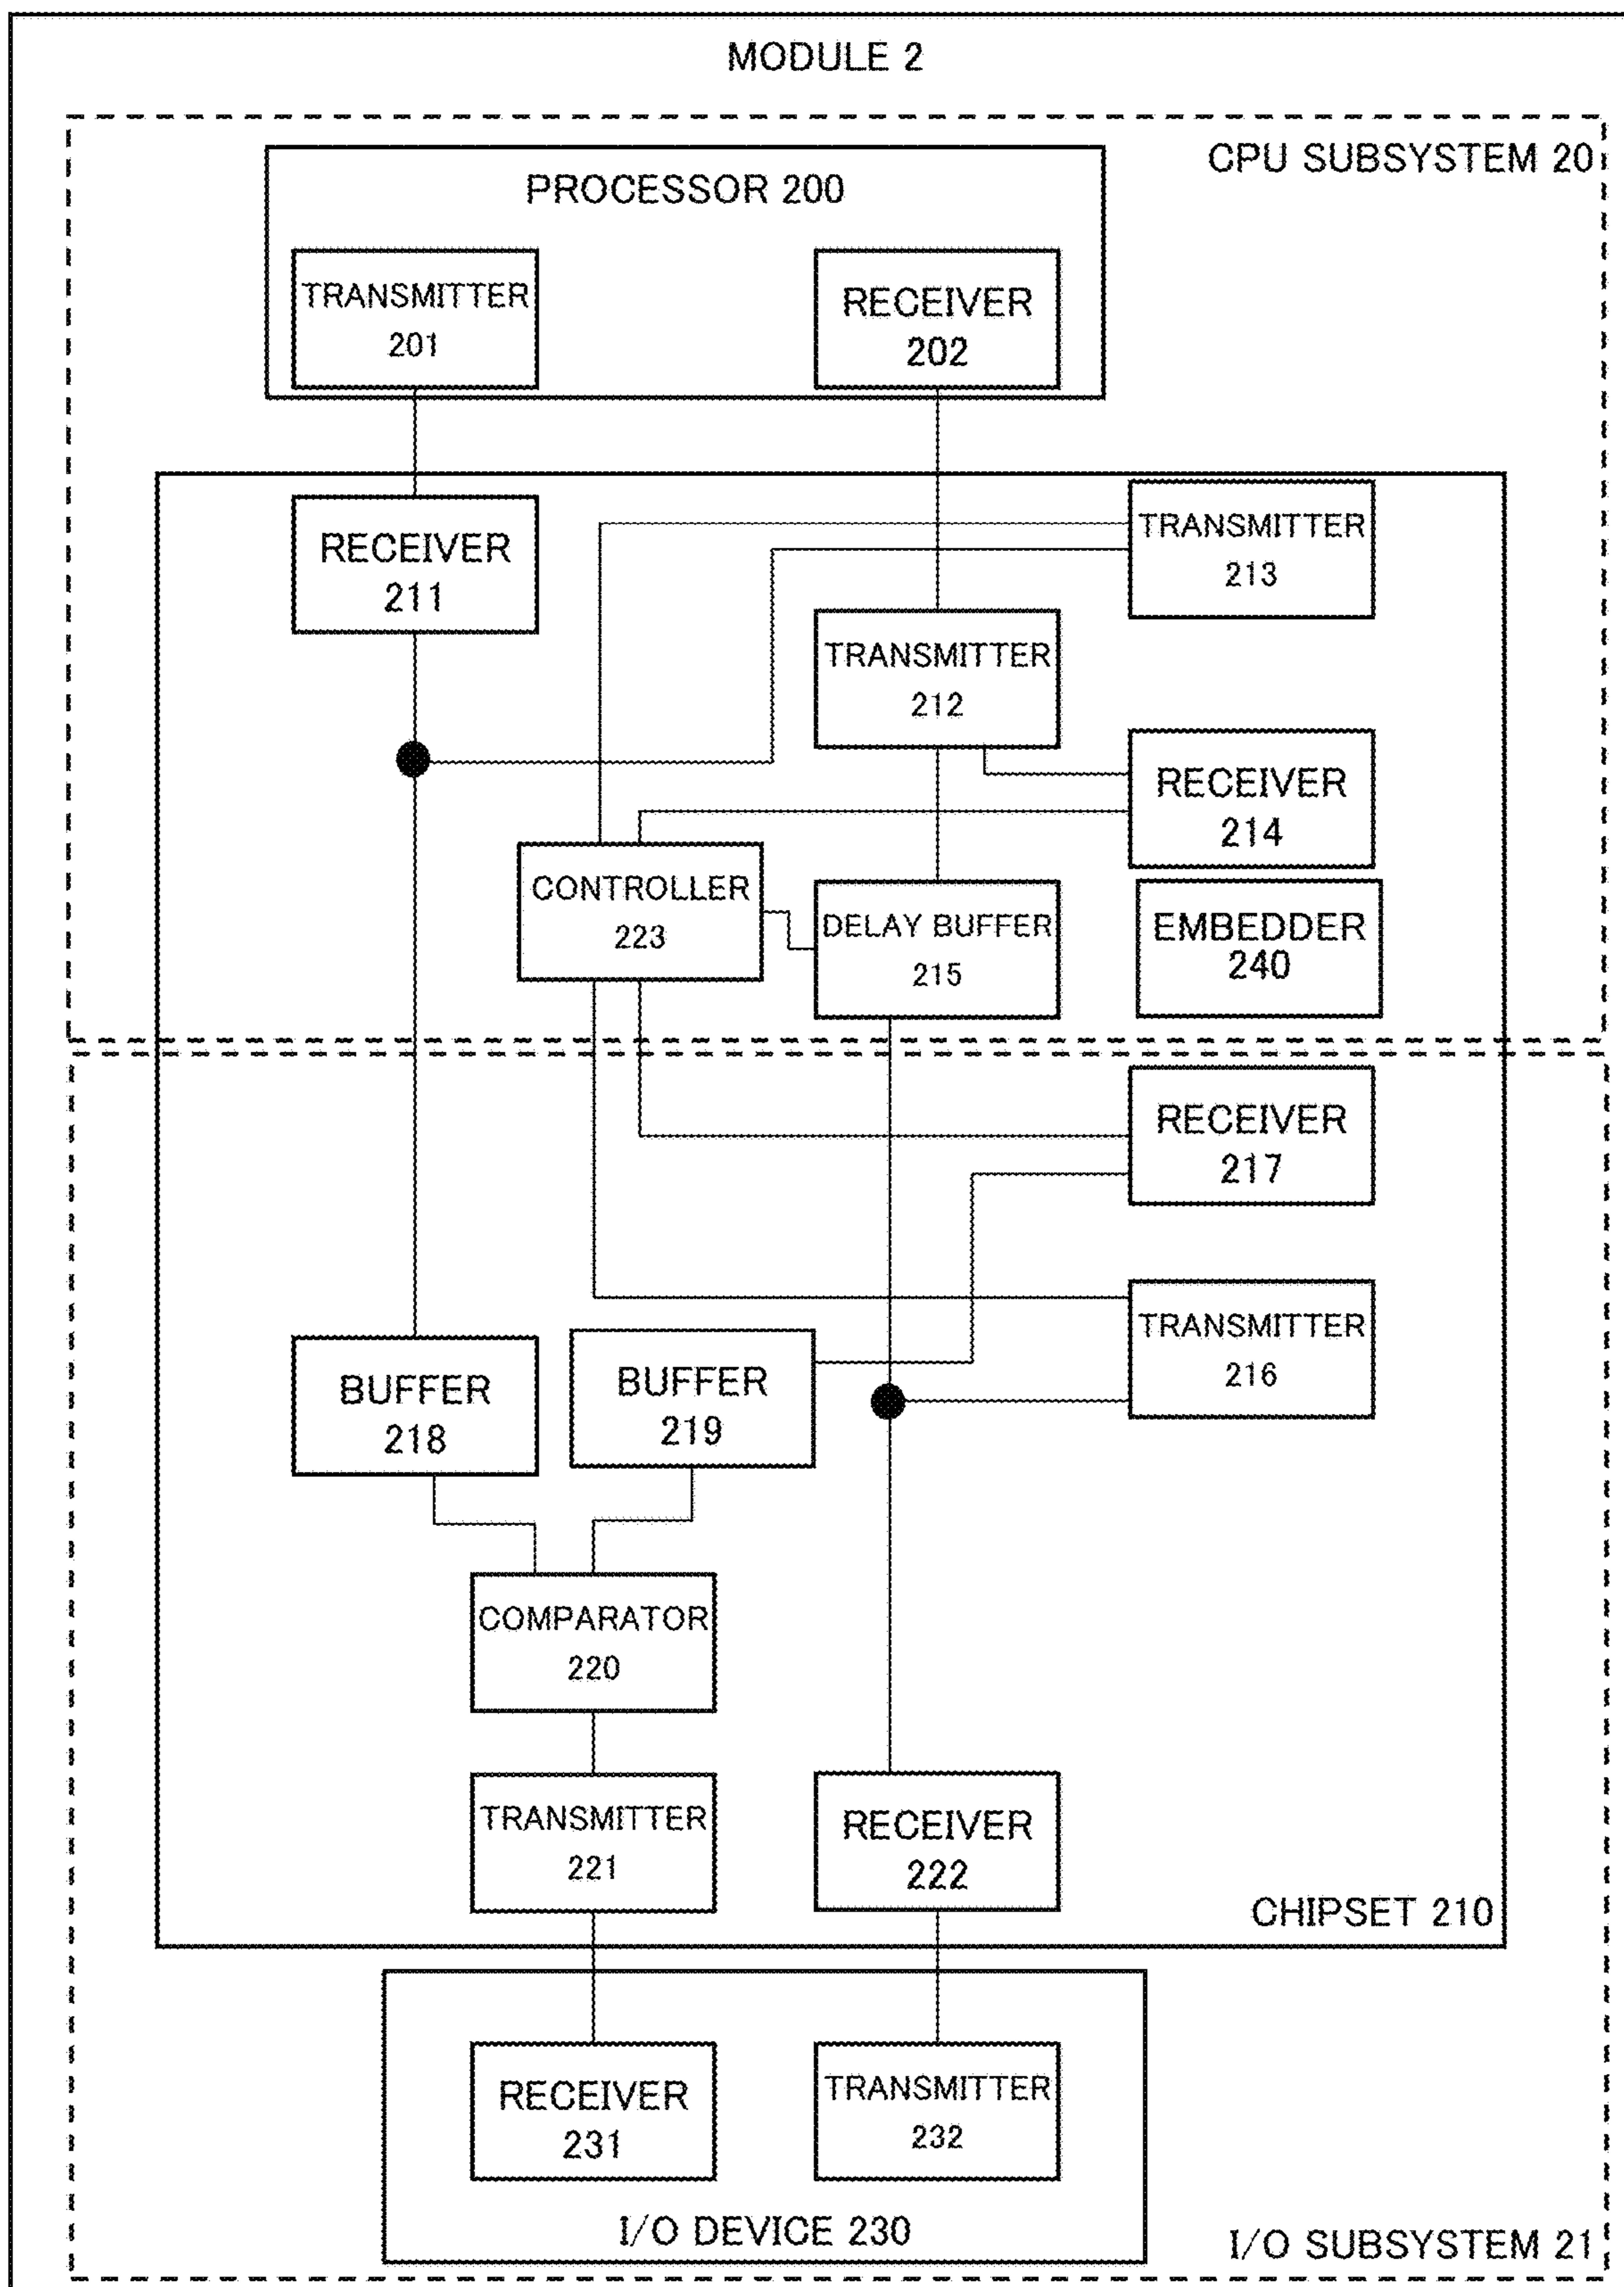 MODULE 2
CPU SUBSYSTEM 20
PROCESSOR 200
TRANSMITTER
201
RECEIVER
202
RECEIVER
211
TRANSMITTER
213
TRANSMITTER
212
RECEIVER
214
CONTROLLER
223
DELAY BUFFER
215
EMBEDDER
240
RECEIVER
217
TRANSMITTER
216
BUFFER
218
BUFFER
219
COMPARATOR
220
TRANSMITTER
221
RECEIVER
222
CHIPSET 210
RECEIVER
231
TRANSMITTER
232
I/O DEVICE 230
I/O SUBSYSTEM 21